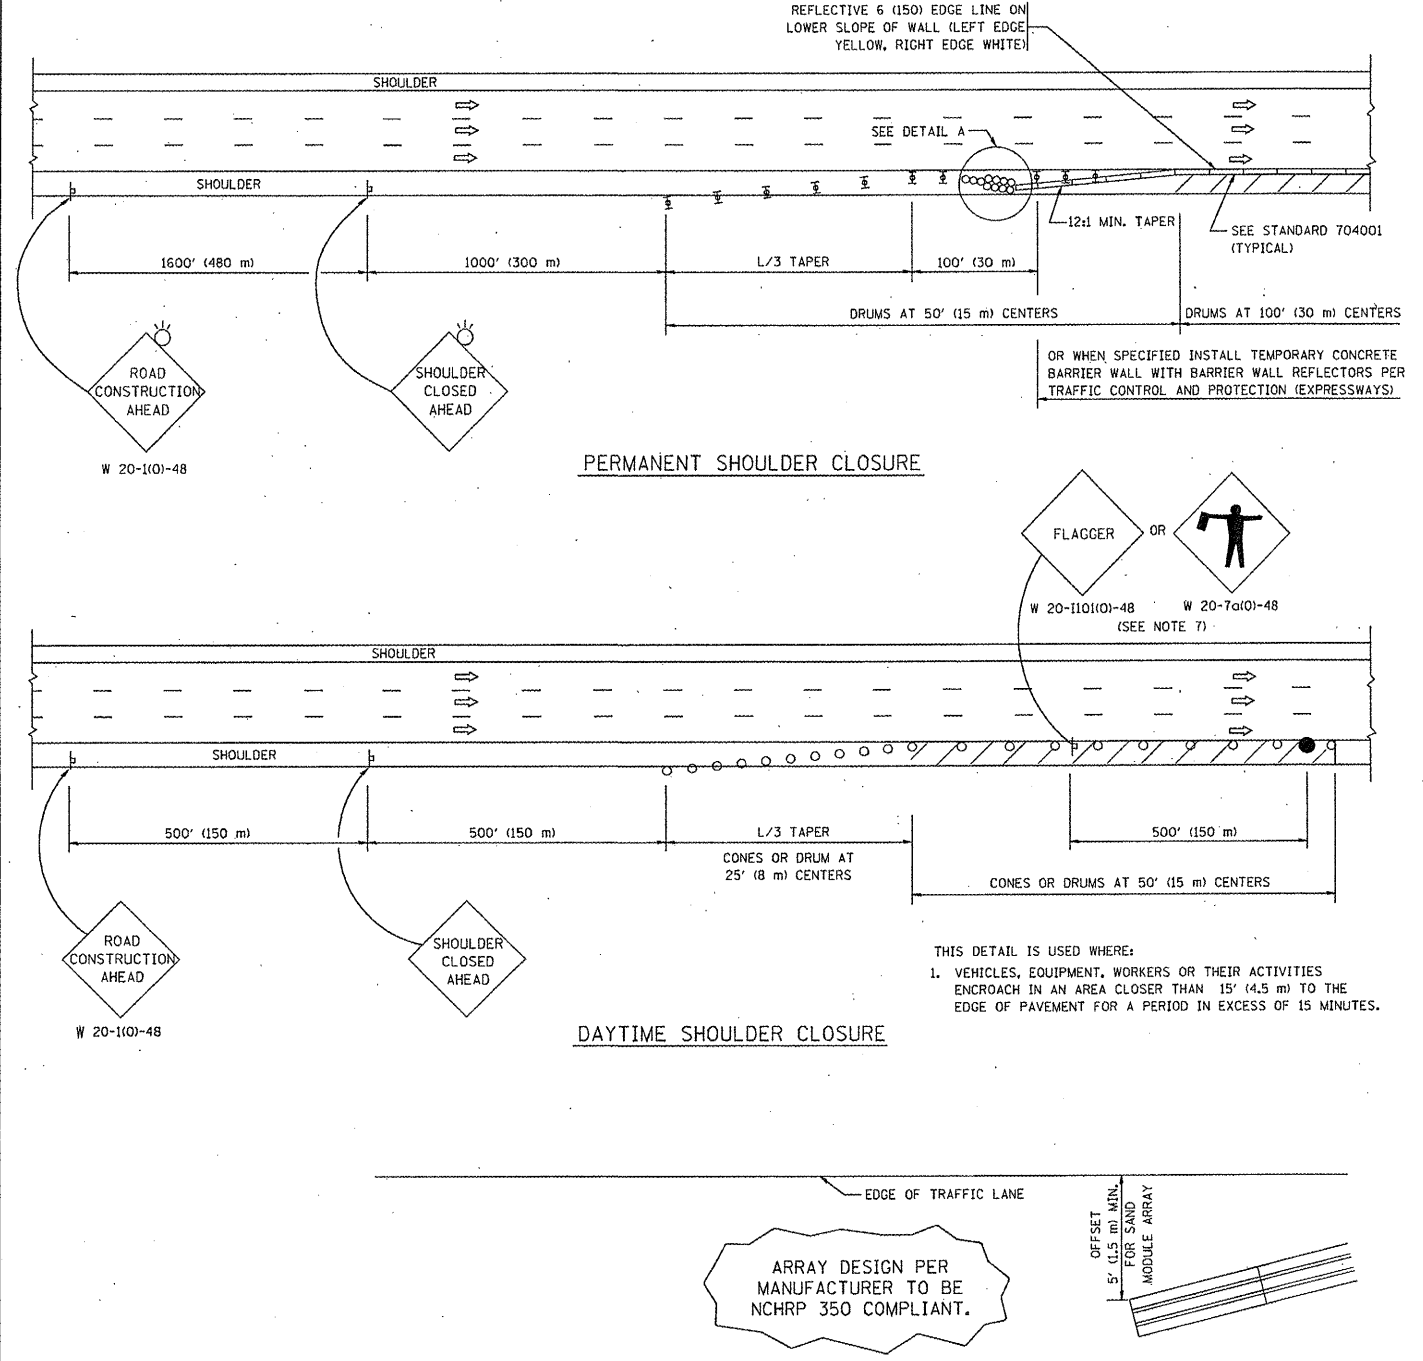 REFLECTIVE 6 (150) EDGE LINE ON
LOWER SLOPE OF WALL (LEFT EDGE
YELLOW, RIGHT EDGE WHITE)
SHOULDER
SEE DETAIL A
SHOULDER
12:1 MIN. TAPER
SEE STANDARD 704001
(TYPICAL)
1600' (480 m)
1000' (300 m)
L/3 TAPER
100' (30 m)
DRUMS AT 50' (15 m) CENTERS
DRUMS AT 100' (30 m) CENTERS
OR WHEN SPECIFIED INSTALL TEMPORARY CONCRETE
BARRIER WALL WITH BARRIER WALL REFLECTORS PER
TRAFFIC CONTROL AND PROTECTION (EXPRESSWAYS)
ROAD
CONSTRUCTION
AHEAD
W 20-1(O)-48
SHOULDER
CLOSED
AHEAD
PERMANENT SHOULDER CLOSURE
FLAGGER
OR
W 20-I101(O)-48
W 20-7a(O)-48
(SEE NOTE 7)
SHOULDER
SHOULDER
500' (150 m)
500' (150 m)
L/3 TAPER
CONES OR DRUM AT
25' (8 m) CENTERS
500' (150 m)
CONES OR DRUMS AT 50' (15 m) CENTERS
ROAD
CONSTRUCTION
AHEAD
W 20-1(O)-48
SHOULDER
CLOSED
AHEAD
THIS DETAIL IS USED WHERE:
1. VEHICLES, EQUIPMENT, WORKERS OR THEIR ACTIVITIES
ENCROACH IN AN AREA CLOSER THAN 15' (4.5 m) TO THE
EDGE OF PAVEMENT FOR A PERIOD IN EXCESS OF 15 MINUTES.
DAYTIME SHOULDER CLOSURE
EDGE OF TRAFFIC LANE
OFFSET
5' (1.5 m) MIN.
FOR SAND
MODULE ARRAY
ARRAY DESIGN PER
MANUFACTURER TO BE
NCHRP 350 COMPLIANT.